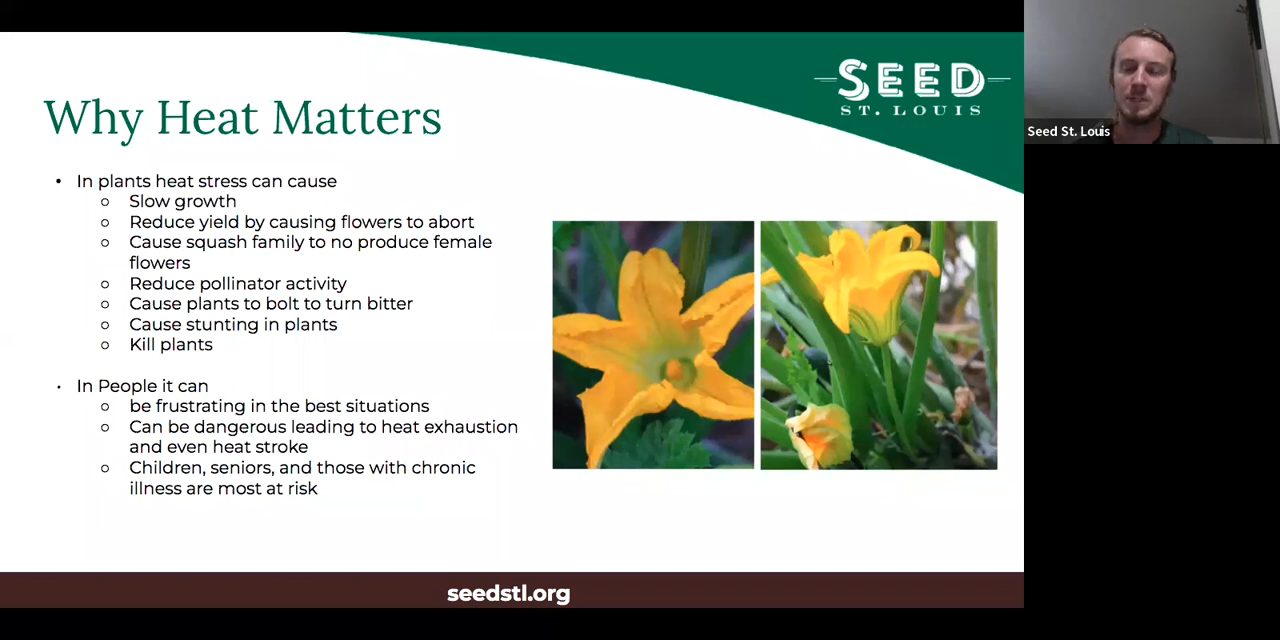 SEED
ST. LOUIS
Why Heat Matters
• In plants heat stress can cause
○ Slow growth
○ Reduce yield by causing flowers to abort
○ Cause squash family to no produce female
flowers
○ Reduce pollinator activity
○ Cause plants to bolt to turn bitter
○ Cause stunting in plants
○ Kill plants
• In People it can
○ be frustrating in the best situations
○ Can be dangerous leading to heat exhaustion
and even heat stroke
○ Children, seniors, and those with chronic
illness are most at risk
seedstl.org
Seed St. Louis